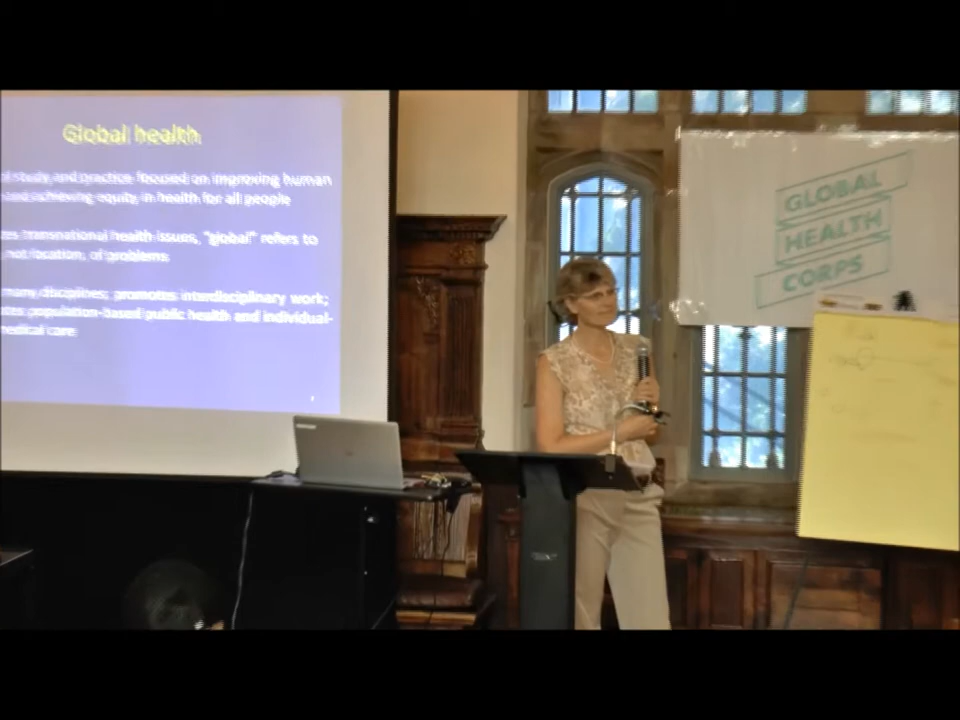 Global health
study and practice focused on improving human
and achieving equity in health for all people
transnational health issues, "global" refers to
not location, of problems
many disciplines; promotes interdisciplinary work;
population-based public health and individual-
medical care
GLOBAL
HEALTH
CORPS